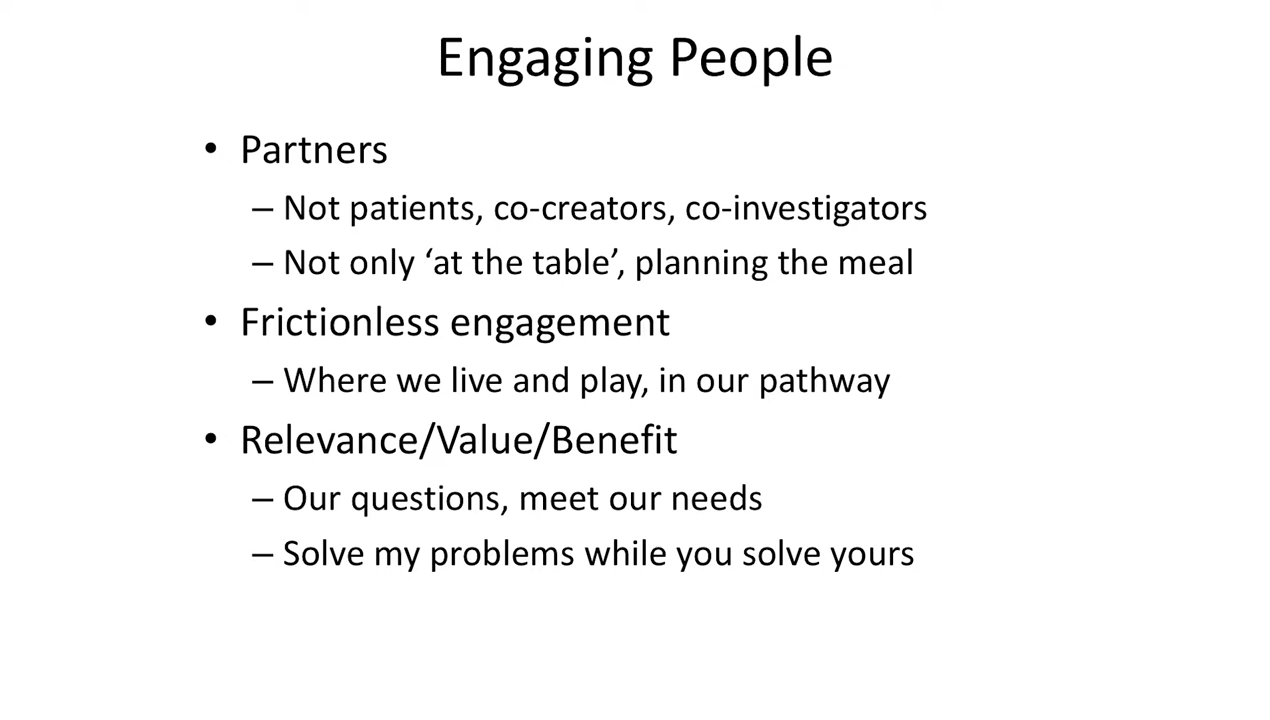 Engaging People
• Partners
– Not patients, co-creators, co-investigators
– Not only ‘at the table’, planning the meal
• Frictionless engagement
– Where we live and play, in our pathway
• Relevance/Value/Benefit
– Our questions, meet our needs
– Solve my problems while you solve yours